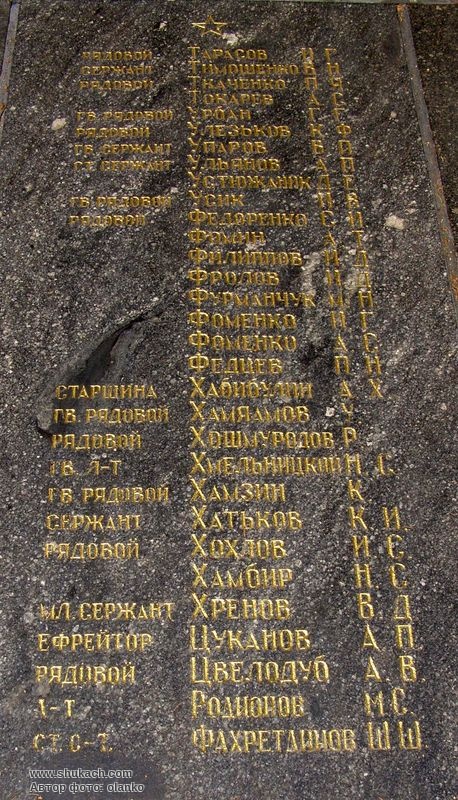 РЯДОВОЙ ТАРАСОВ И С
СЕРЖАНТ ТИМОШЕНКО В Н
РЯДОВОЙ ТКАЧЕНКО П Я
ТОКАРЕВ А С
ГВ. РЯДОВОЙ УРОДИ Г Г
РЯДОВОЙ УЛЕЗЬКОВ К Ф
ГВ. СЕРЖАНТ УПАРОВ В П
СТ. СЕРЖАНТ УЛЬЯНОВ А П
УСТЮЖАНИК Д Е
ГВ. РЯДОВОЙ УСИК П В
РЯДОВОЙ ФЕДОРЕНКО С И
ФОМИН А Т
ФИЛИППОВ И Д
ФРОЛОВ И Д
ФУРМАНЧУК М Н
ФОМЕНКО И Г
ФОМЕНКО А С
ФЕДЦЕВ П Н
СТАРШИНА ХАБИБУЛИН А Х
ГВ. РЯДОВОЙ ХАМЯАМОВ У
РЯДОВОЙ ХОШМУРОДОВ Р
ГВ. Л-Т ХМЕЛЬНИЦКИЙ Н С.
ГВ. РЯДОВОЙ ХАМЗИН К
СЕРЖАНТ ХАТЬКОВ К И.
РЯДОВОЙ ХОХЛОВ И С
ХАМБИР Н. С
МЛ. СЕРЖАНТ ХРЕНОВ В. Д
ЕФРЕЙТОР ЦУКАНОВ А П.
РЯДОВОЙ ЦВЕЛОДУБ А. В.
Л-Т РОДИОНОВ М. С.
СТ. С-Т. ФАХРЕТДИНОВ Ш Ш.
www.shukach.com
Автор фото: olanko